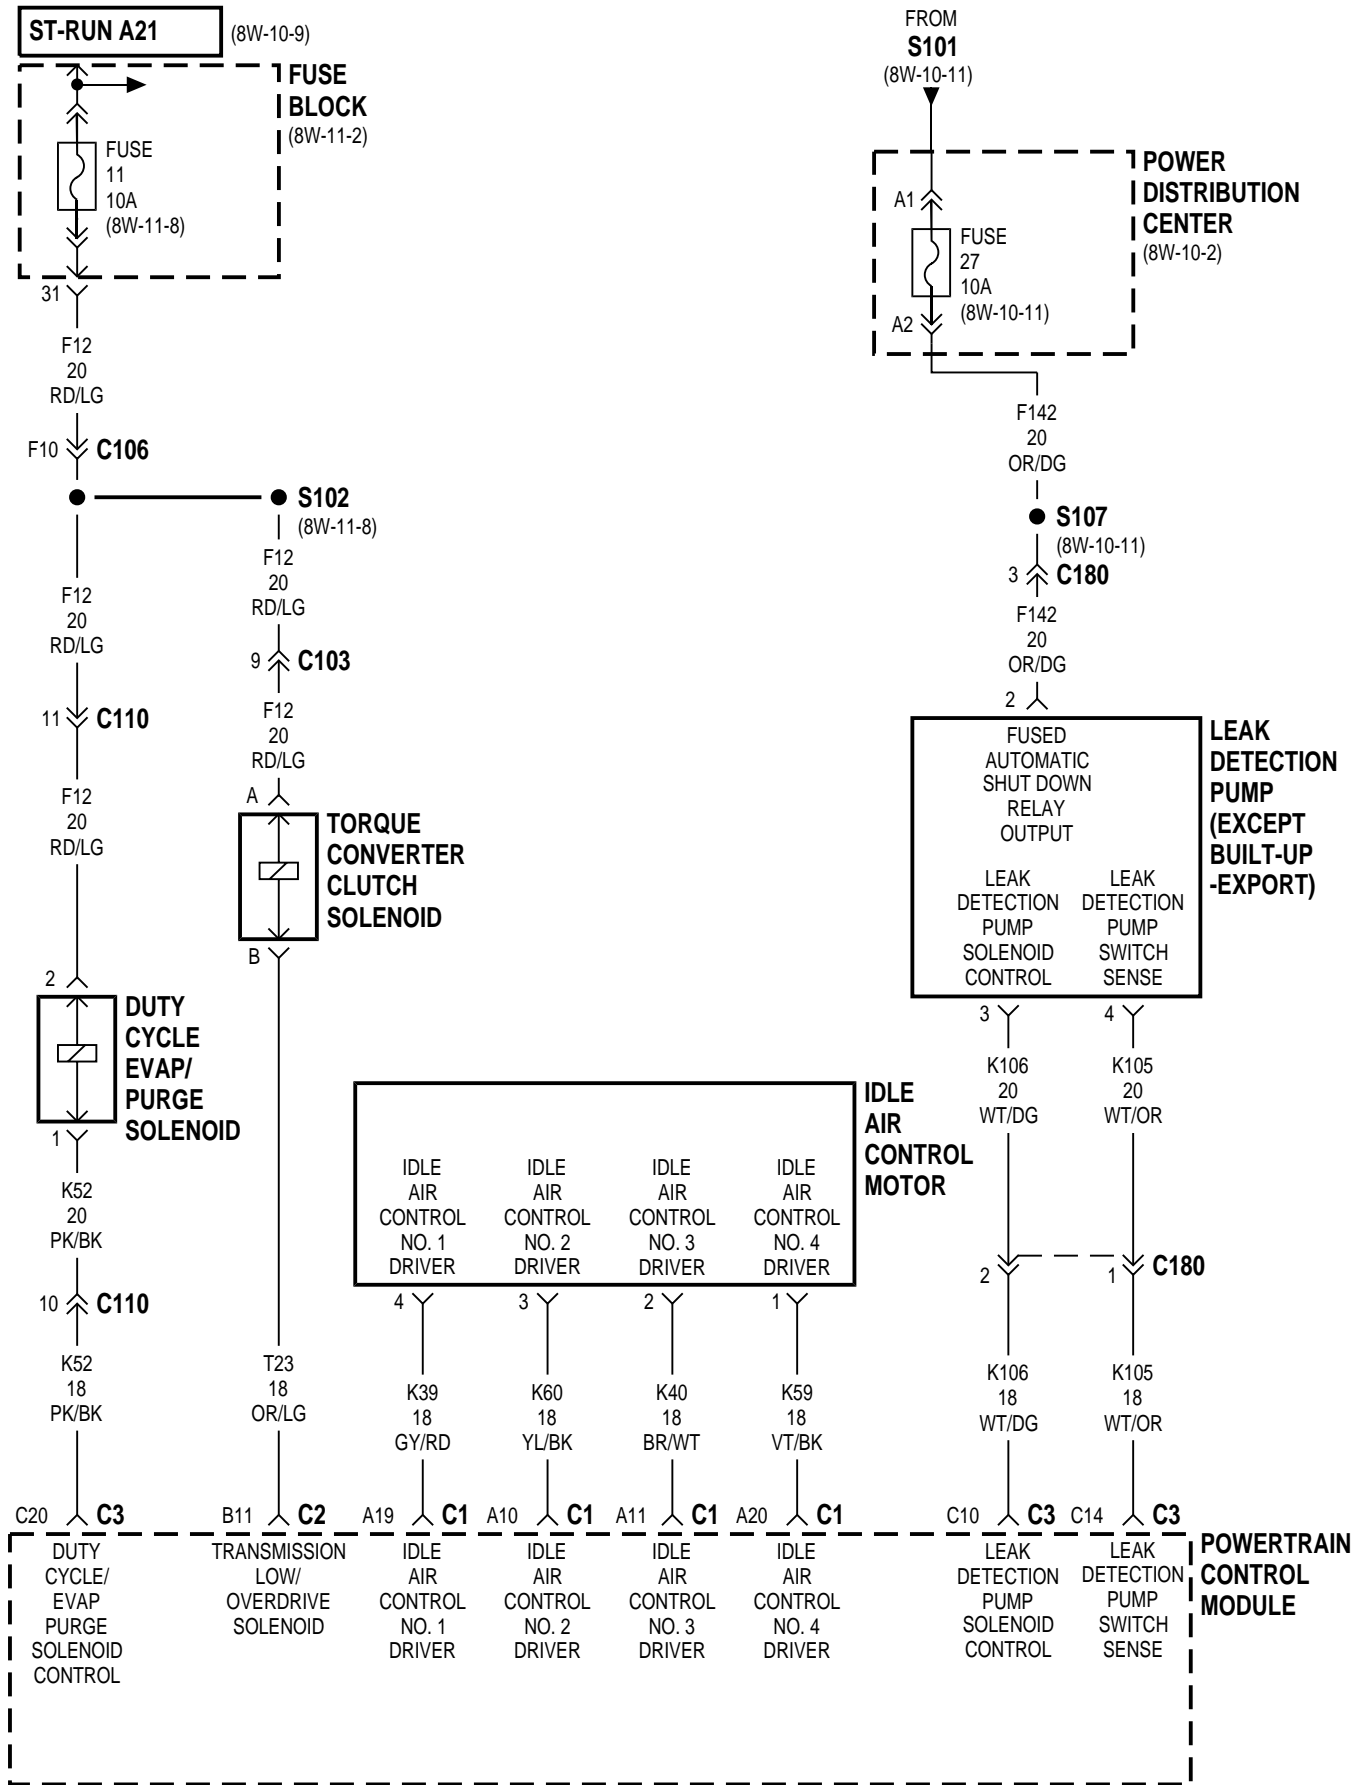 ST-RUN A21
(8W-10-9)
FUSE
BLOCK
(8W-11-2)
FUSE
11
10A
(8W-11-8)
31
F12
20
RD/LG
F10
C106
S102
(8W-11-8)
F12
20
RD/LG
11
C110
F12
20
RD/LG
2
DUTY
CYCLE
EVAP/
PURGE
SOLENOID
1
K52
20
PK/BK
10
C110
K52
18
PK/BK
C20
C3
F12
20
RD/LG
9
C103
F12
20
RD/LG
A
TORQUE
CONVERTER
CLUTCH
SOLENOID
B
T23
18
OR/LG
B11
C2
IDLE
AIR
CONTROL
MOTOR
IDLE
AIR
CONTROL
NO. 1
DRIVER
IDLE
AIR
CONTROL
NO. 2
DRIVER
IDLE
AIR
CONTROL
NO. 3
DRIVER
IDLE
AIR
CONTROL
NO. 4
DRIVER
4
3
2
1
K39
18
GY/RD
K60
18
YL/BK
K40
18
BR/WT
K59
18
VT/BK
A19
C1
A10
C1
A11
C1
A20
C1
FROM
S101
(8W-10-11)
POWER
DISTRIBUTION
CENTER
(8W-10-2)
A1
FUSE
27
10A
(8W-10-11)
A2
F142
20
OR/DG
S107
(8W-10-11)
3
C180
F142
20
OR/DG
2
LEAK
DETECTION
PUMP
(EXCEPT
BUILT-UP
-EXPORT)
FUSED
AUTOMATIC
SHUT DOWN
RELAY
OUTPUT
LEAK
DETECTION
PUMP
SOLENOID
CONTROL
LEAK
DETECTION
PUMP
SWITCH
SENSE
3
4
K106
20
WT/DG
K105
20
WT/OR
2
1
C180
K106
18
WT/DG
K105
18
WT/OR
C10
C3
C14
C3
POWERTRAIN
CONTROL
MODULE
DUTY
CYCLE/
EVAP
PURGE
SOLENOID
CONTROL
TRANSMISSION
LOW/
OVERDRIVE
SOLENOID
IDLE
AIR
CONTROL
NO. 1
DRIVER
IDLE
AIR
CONTROL
NO. 2
DRIVER
IDLE
AIR
CONTROL
NO. 3
DRIVER
IDLE
AIR
CONTROL
NO. 4
DRIVER
LEAK
DETECTION
PUMP
SOLENOID
CONTROL
LEAK
DETECTION
PUMP
SWITCH
SENSE